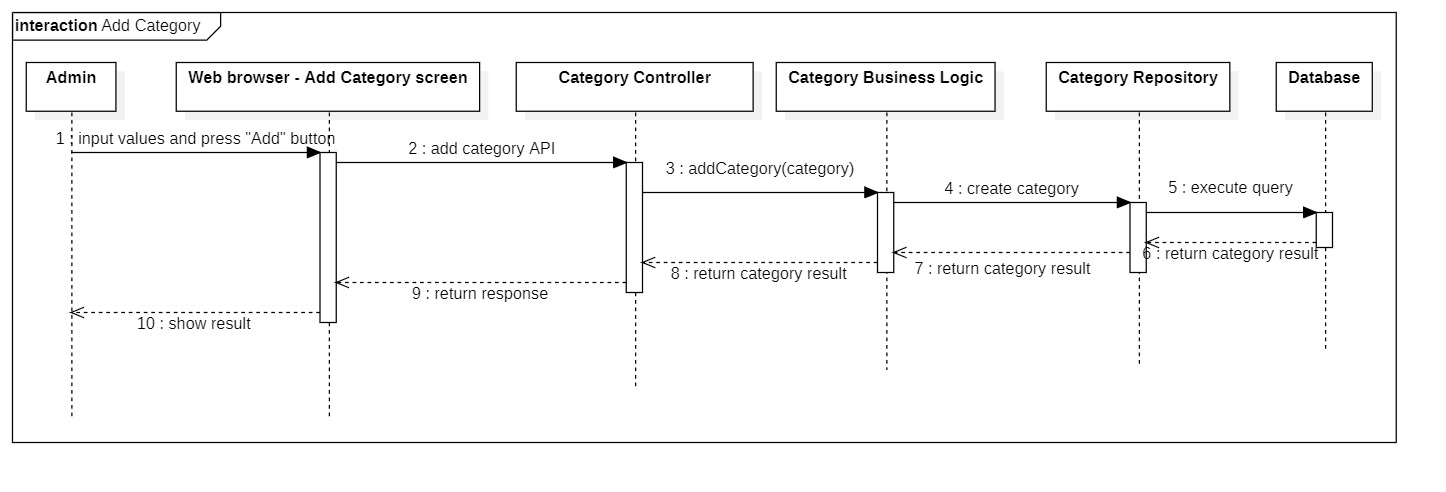 interaction Add Category
Admin
Web browser - Add Category screen
Category Controller
Category Business Logic
Category Repository
Database
1 : input values and press "Add" button
2 : add category API
3 : addCategory(category)
4 : create category
5 : execute query
6 : return category result
7 : return category result
8 : return category result
9 : return response
10 : show result